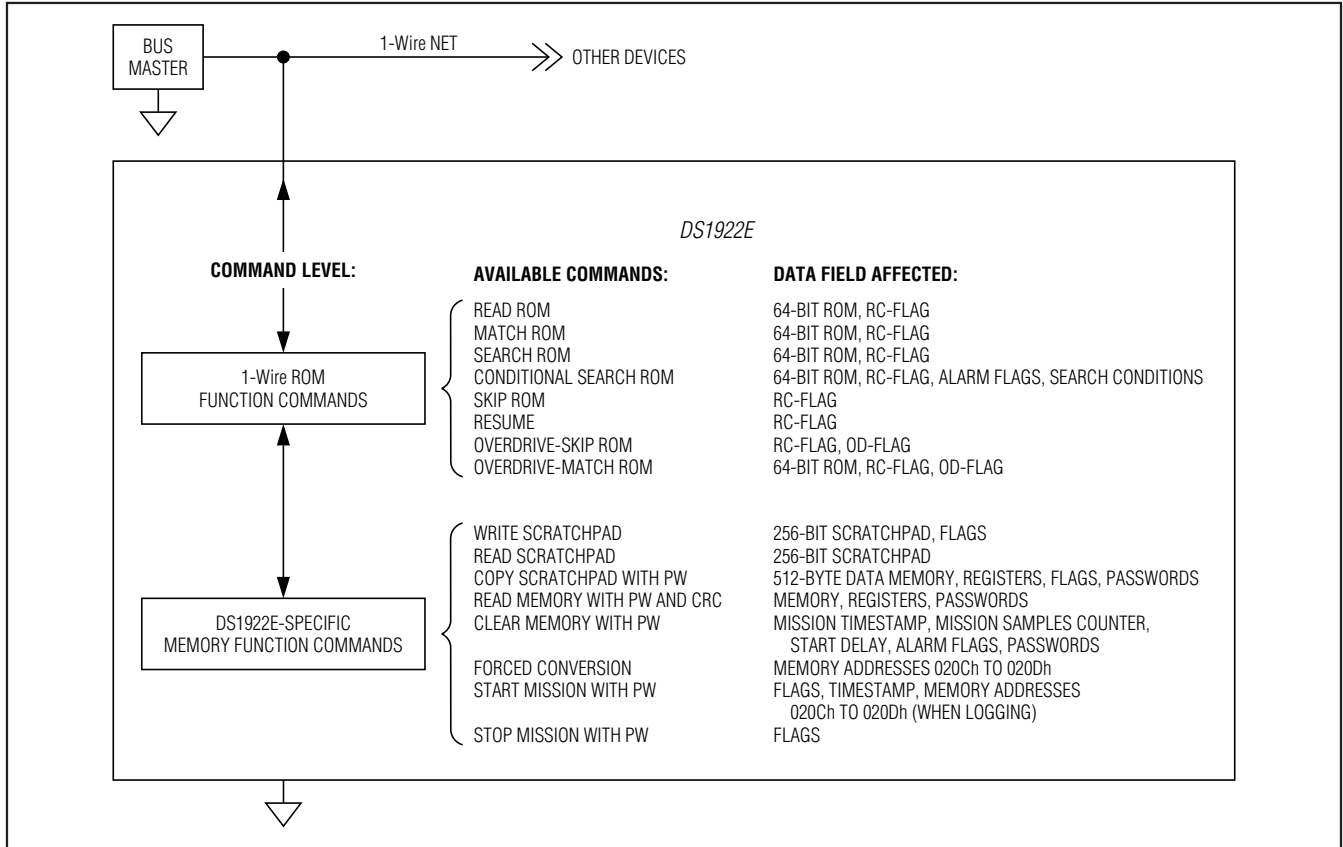 BUS
MASTER
1-Wire NET
OTHER DEVICES
DS1922E
COMMAND LEVEL:
AVAILABLE COMMANDS:
DATA FIELD AFFECTED:
1-Wire ROM
FUNCTION COMMANDS
READ ROM 64-BIT ROM, RC-FLAG
MATCH ROM 64-BIT ROM, RC-FLAG
SEARCH ROM 64-BIT ROM, RC-FLAG
CONDITIONAL SEARCH ROM 64-BIT ROM, RC-FLAG, ALARM FLAGS, SEARCH CONDITIONS
SKIP ROM RC-FLAG
RESUME RC-FLAG
OVERDRIVE-SKIP ROM RC-FLAG, OD-FLAG
OVERDRIVE-MATCH ROM 64-BIT ROM, RC-FLAG, OD-FLAG
DS1922E-SPECIFIC
MEMORY FUNCTION COMMANDS
WRITE SCRATCHPAD 256-BIT SCRATCHPAD, FLAGS
READ SCRATCHPAD 256-BIT SCRATCHPAD
COPY SCRATCHPAD WITH PW 512-BYTE DATA MEMORY, REGISTERS, FLAGS, PASSWORDS
READ MEMORY WITH PW AND CRC MEMORY, REGISTERS, PASSWORDS
CLEAR MEMORY WITH PW MISSION TIMESTAMP, MISSION SAMPLES COUNTER,
START DELAY, ALARM FLAGS, PASSWORDS
FORCED CONVERSION MEMORY ADDRESSES 020Ch TO 020Dh
START MISSION WITH PW FLAGS, TIMESTAMP, MEMORY ADDRESSES
020Ch TO 020Dh (WHEN LOGGING)
STOP MISSION WITH PW FLAGS